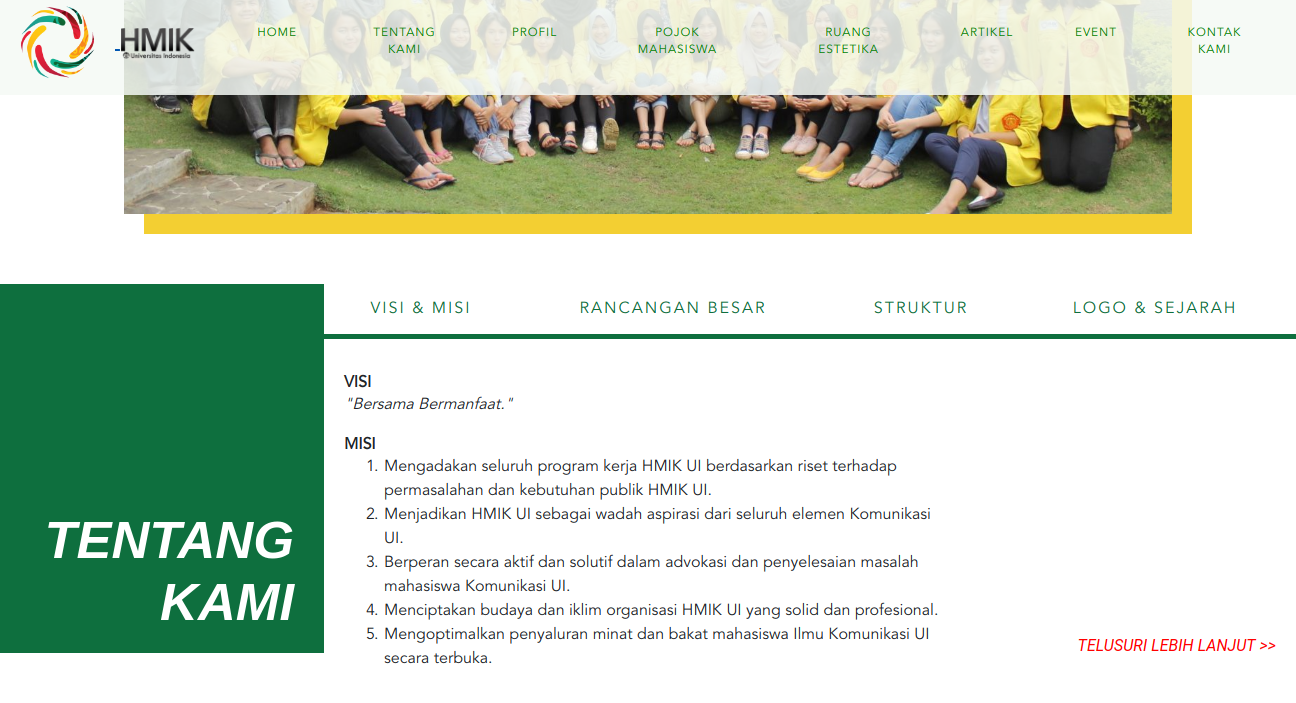 HMIK
Universitas Indonesia
HOME
TENTANG
KAMI
PROFIL
POJOK
MAHASISWA
RUANG
ESTETIKA
ARTIKEL
EVENT
KONTAK
KAMI
VISI & MISI
RANCANGAN BESAR
STRUKTUR
LOGO & SEJARAH
TENTANG
KAMI
VISI
"Bersama Bermanfaat."
MISI
1. Mengadakan seluruh program kerja HMIK UI berdasarkan riset terhadap
permasalahan dan kebutuhan publik HMIK UI.
2. Menjadikan HMIK UI sebagai wadah aspirasi dari seluruh elemen Komunikasi
UI.
3. Berperan secara aktif dan solutif dalam advokasi dan penyelesaian masalah
mahasiswa Komunikasi UI.
4. Menciptakan budaya dan iklim organisasi HMIK UI yang solid dan profesional.
5. Mengoptimalkan penyaluran minat dan bakat mahasiswa Ilmu Komunikasi UI
secara terbuka.
TELUSURI LEBIH LANJUT >>